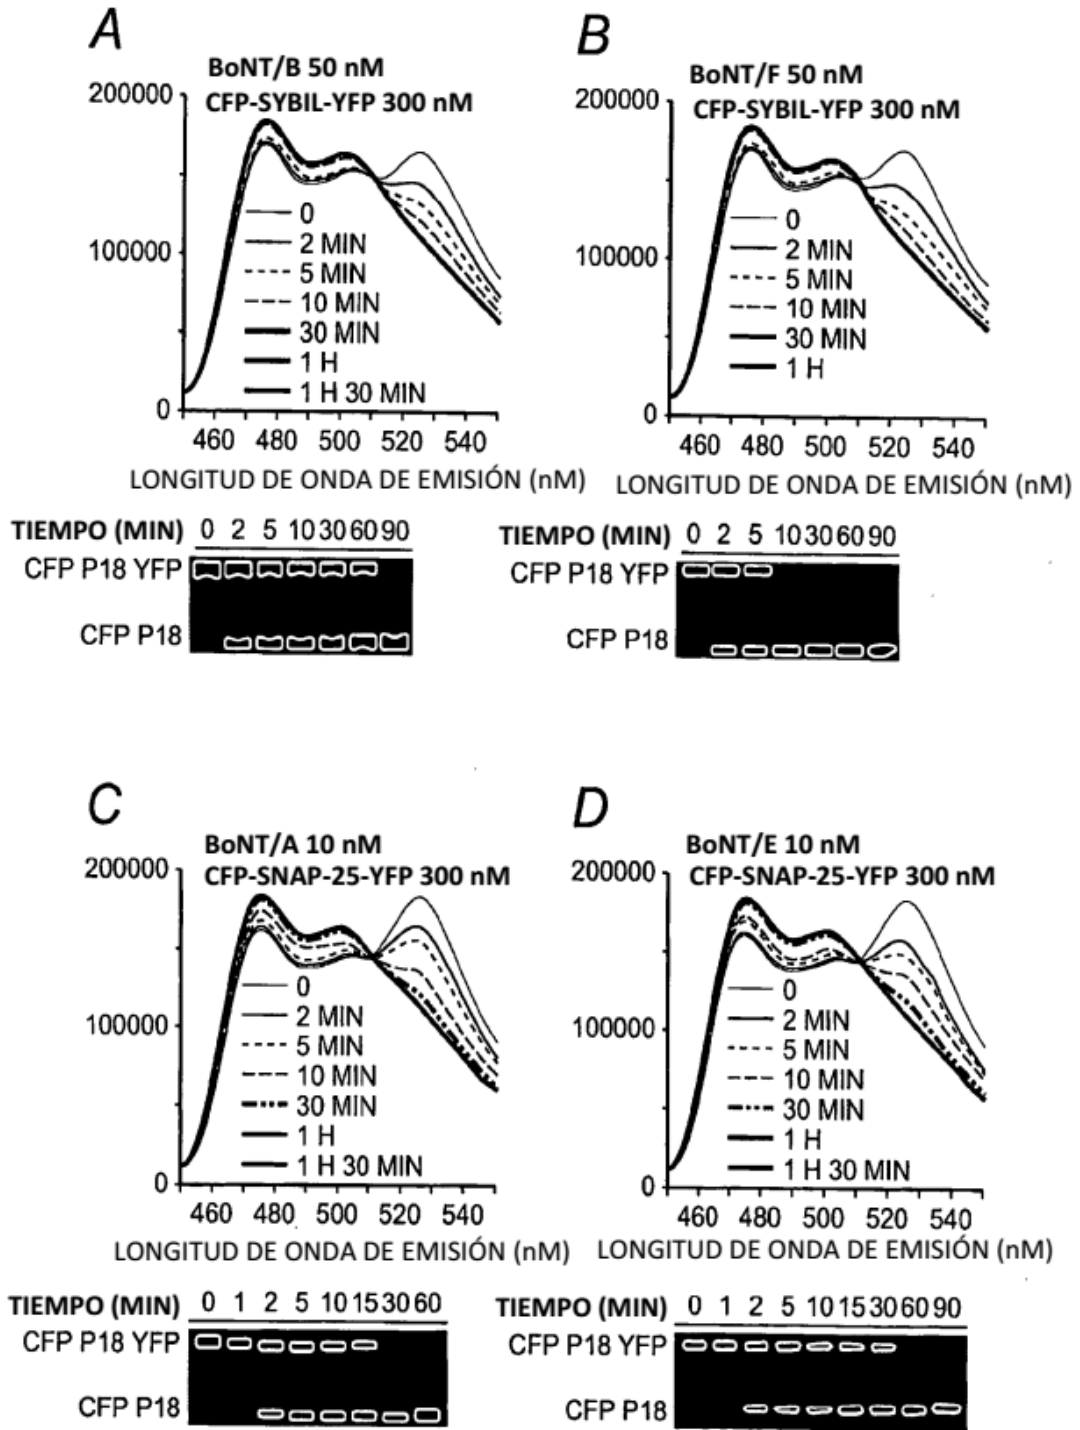 A
BoNT/B 50 nM
CFP-SYBIL-YFP 300 nM
200000
100000
0
0
2 MIN
5 MIN
10 MIN
30 MIN
1 H
1 H 30 MIN
460 480 500 520 540
LONGITUD DE ONDA DE EMISIÓN (nM)
TIEMPO (MIN) 0 2 5 10 30 60 90
CFP P18 YFP
CFP P18
B
BoNT/F 50 nM
CFP-SYBIL-YFP 300 nM
200000
100000
0
0
2 MIN
5 MIN
10 MIN
30 MIN
1 H
460 480 500 520 540
LONGITUD DE ONDA DE EMISIÓN (nM)
TIEMPO (MIN) 0 2 5 10 30 60 90
CFP P18 YFP
CFP P18
C
BoNT/A 10 nM
CFP-SNAP-25-YFP 300 nM
200000
100000
0
0
2 MIN
5 MIN
10 MIN
30 MIN
1 H
1 H 30 MIN
460 480 500 520 540
LONGITUD DE ONDA DE EMISIÓN (nM)
TIEMPO (MIN) 0 1 2 5 10 15 30 60
CFP P18 YFP
CFP P18
D
BoNT/E 10 nM
CFP-SNAP-25-YFP 300 nM
200000
100000
0
0
2 MIN
5 MIN
10 MIN
30 MIN
1 H
1 H 30 MIN
460 480 500 520 540
LONGITUD DE ONDA DE EMISIÓN (nM)
TIEMPO (MIN) 0 1 2 5 10 15 30 60 90
CFP P18 YFP
CFP P18